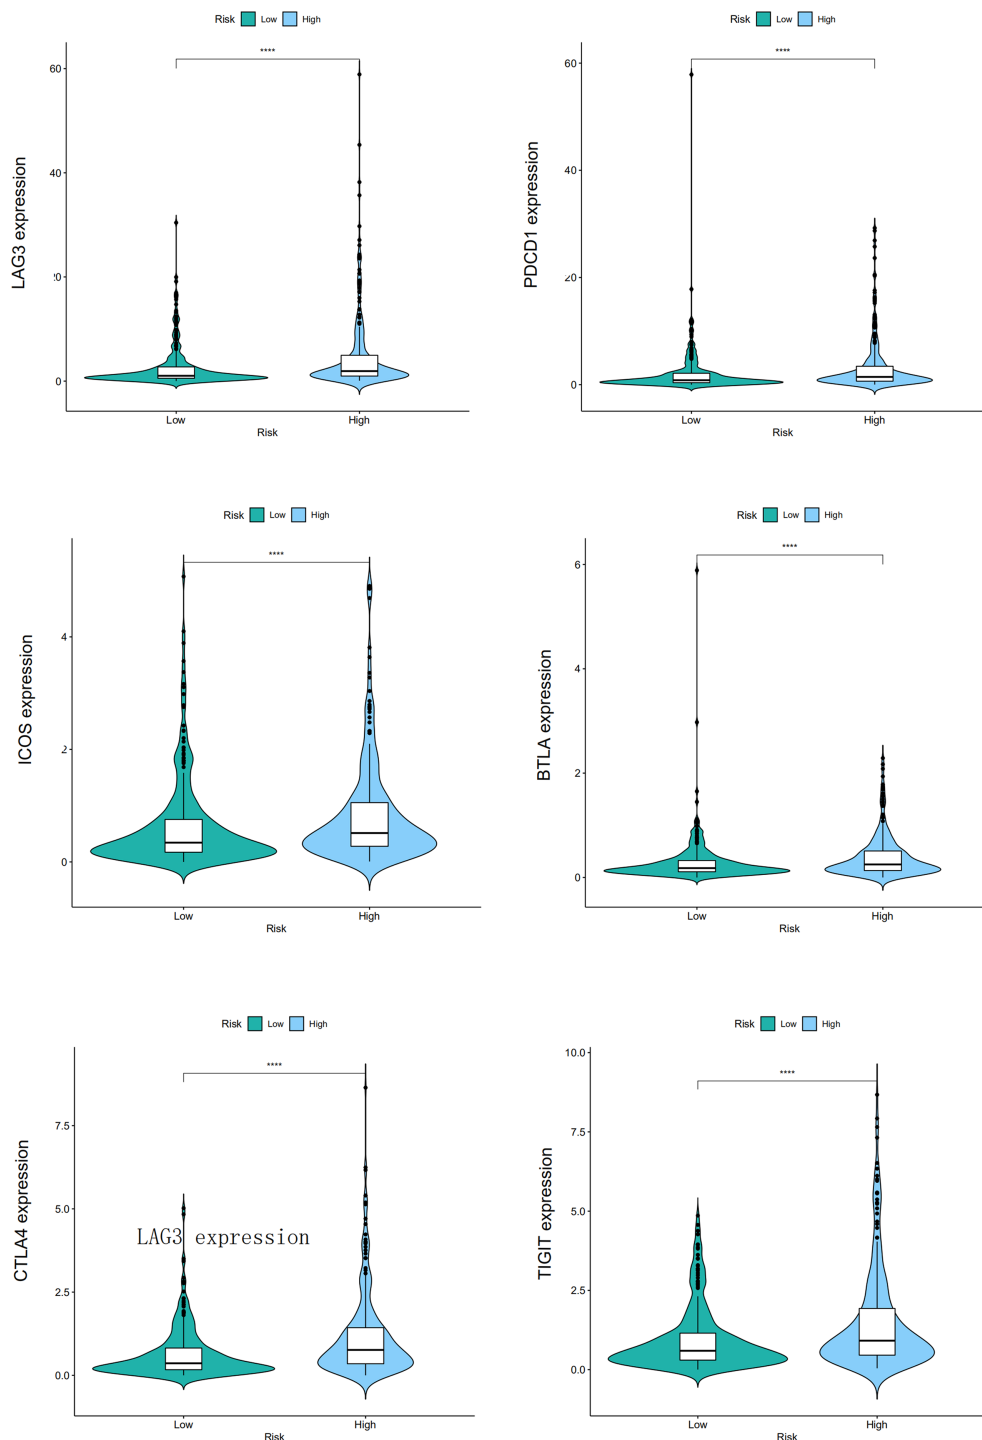 Risk Low High
****
60
40
20
0
LAG3 expression
Low High
Risk
Risk Low High
****
60
40
20
0
PDCD1 expression
Low High
Risk
Risk Low High
****
4
2
0
ICOS expression
Low High
Risk
Risk Low High
****
6
4
2
0
BTLA expression
Low High
Risk
Risk Low High
****
7.5
5.0
2.5
0.0
CTLA4 expression
LAG3 expression
Low High
Risk
Risk Low High
****
10.0
7.5
5.0
2.5
0.0
TIGIT expression
Low High
Risk